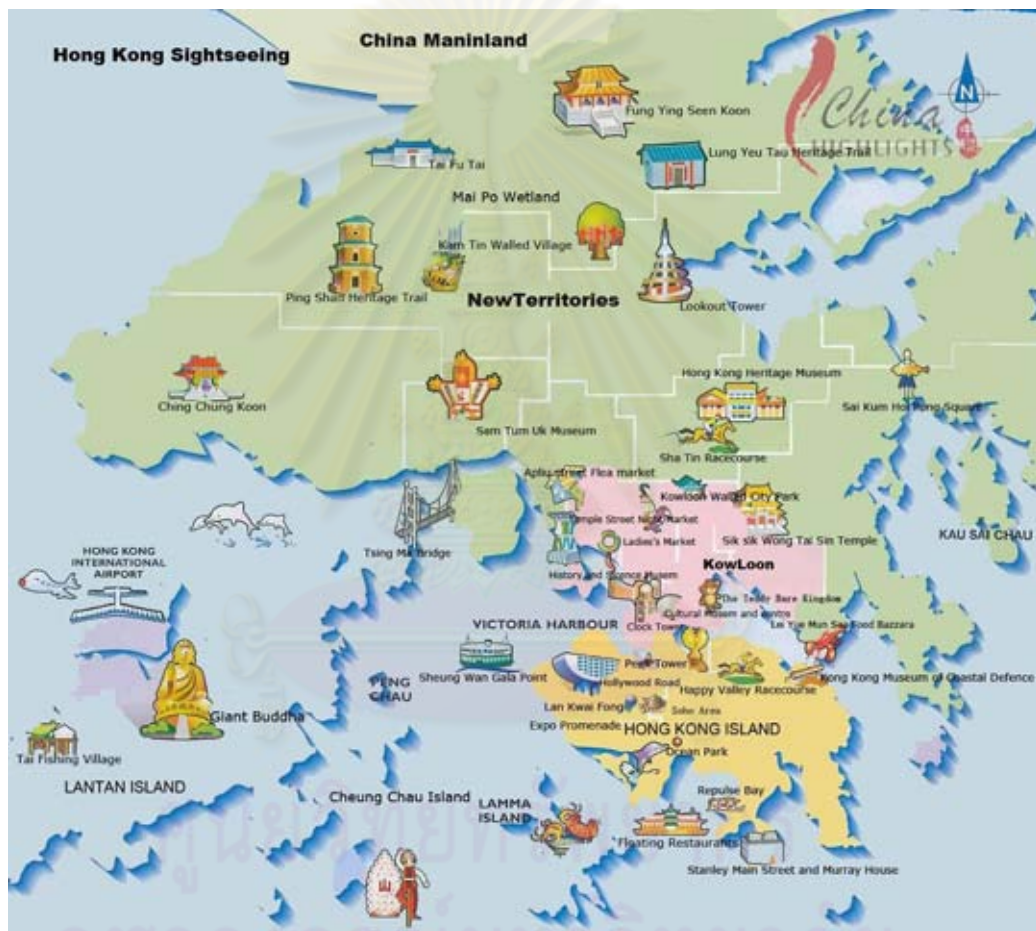 Hong Kong Sightseeing
China Maninland
China
HIGHLIGHTS
N
Fung Ying Seen Koon
Lung Yeu Tau Heritage Trail
Tai Fu Tai
Mai Po Wetland
Kam Tin Walled Village
Ping Shan Heritage Trail
NewTerritories
Lookout Tower
Hong Kong Heritage Museum
Ching Chung Koon
Sai Kum Hoi Pong Square
Sam Tum Uk Museum
Sha Tin Racecourse
Apliu Street Flea market
Kowloon Walled City Park
Temple Street Night Market
Ladies's Market
Sik sik Wong Tai Sin Temple
KAU SAI CHAU
Tsing Ma Bridge
HONG KONG
INTERNATIONAL
AIRPORT
History and Science Musem
KowLoon
The Teddy Bare Kingdom
Cultural Musem and centre
Clock Tower
Lei Yue Mun Sea Food Bazzara
VICTORIA HARBOUR
Peak Tower
Sheung Wan Gala Point
Hollywood Road
Happy Valley Racecourse
Hong Kong Museum of Coastal Defence
PENG
CHAU
Giant Buddha
Lan Kwai Fong
Soho Area
Expo Promenade
HONG KONG ISLAND
Ocean Park
Tai Fishing Village
LANTAN ISLAND
Cheung Chau Island
LAMMA
ISLAND
Repulse Bay
Floating Restaurants
Stanley Main Street and Murray House